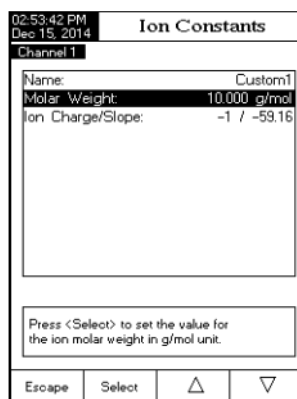 02:53:42 PM
Dec 15, 2014
Ion Constants
Channel 1
Name: Custom1
Molar Weight: 10.000 g/mol
Ion Charge/Slope: -1 / -59.16
Press <Select> to set the value for
the ion molar weight in g/mol unit.
Escape Select △ ▽